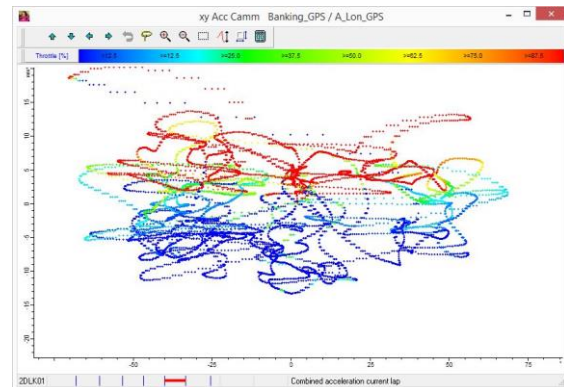 xy Acc Camm Banking_GPS / A_Lon_GPS
Throttle [%] >=12.5 >=25.0 >=37.5 >=50.0 >=62.5 >=75.0 >=87.5
15
10
5
0
-5
-10
-15
-20
-50 -25 0 25 50 75
2DLK01 Combined acceleration current lap